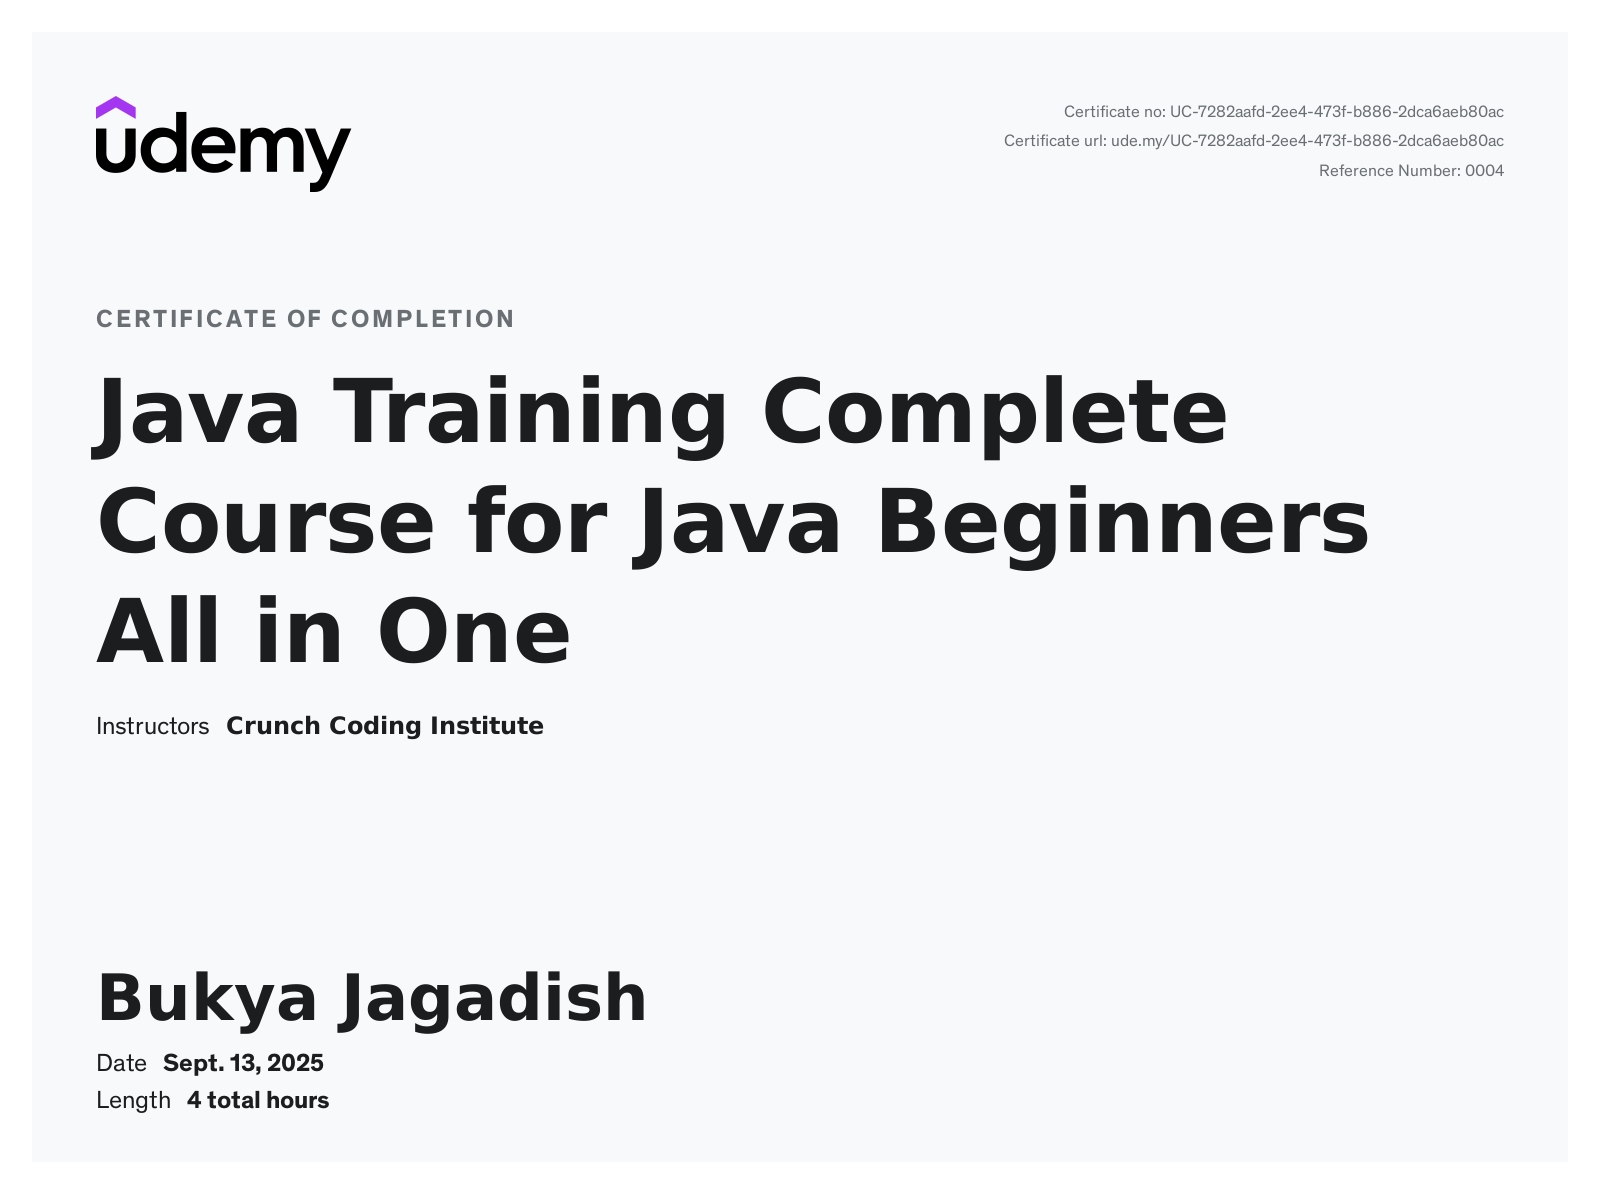 udemy
Certificate no: UC-7282aafd-2ee4-473f-b886-2dca6aeb80ac
Certificate url: ude.my/UC-7282aafd-2ee4-473f-b886-2dca6aeb80ac
Reference Number: 0004
CERTIFICATE OF COMPLETION
Java Training Complete
Course for Java Beginners
All in One
Instructors Crunch Coding Institute
Bukya Jagadish
Date Sept. 13, 2025
Length 4 total hours